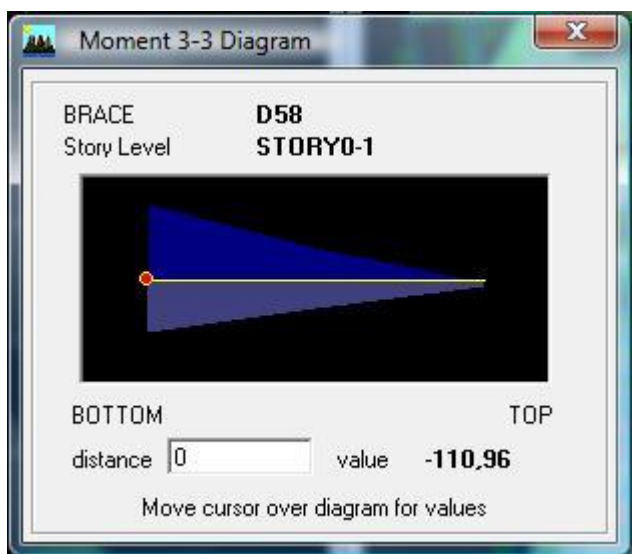 Moment 3-3 Diagram
BRACE D58
Story Level STORY0-1
BOTTOM TOP
distance 0 value -110,96
Move cursor over diagram for values